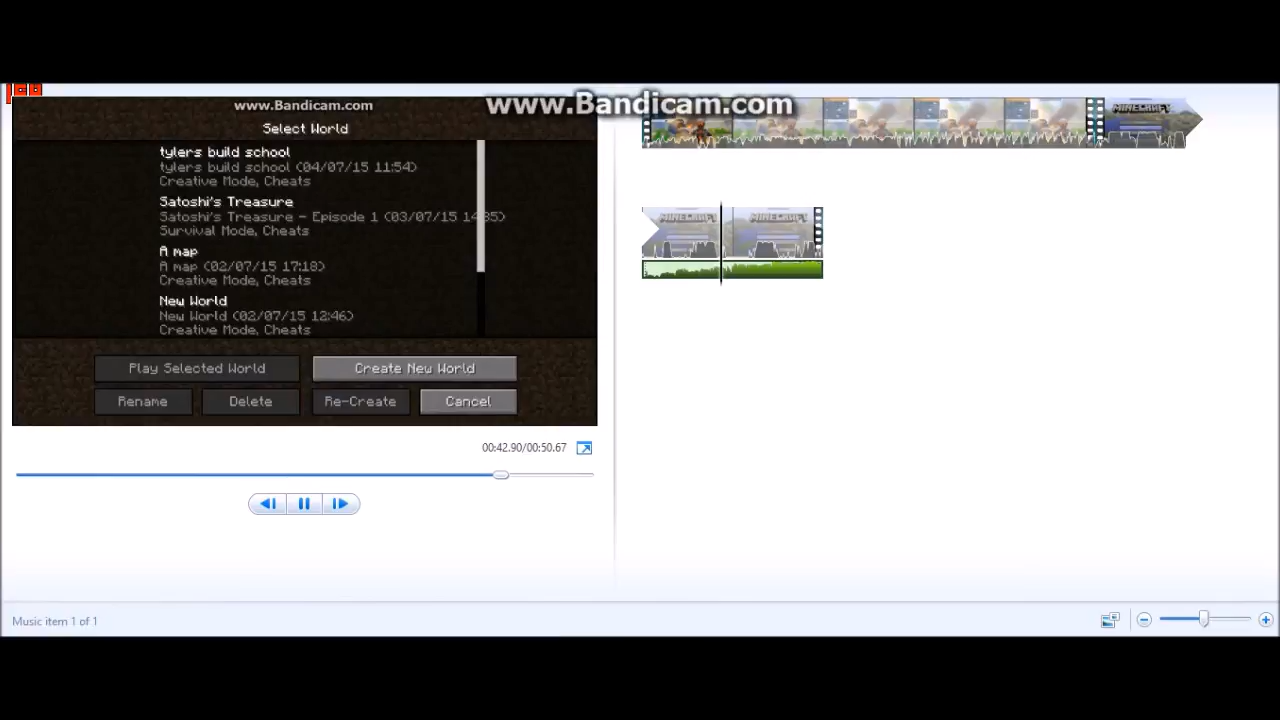 www.Bandicam.com
www.Bandicam.com
Select World
tylers build school
tylers build school (04/07/15 11:54)
Creative Mode, Cheats
Satoshi's Treasure
Satoshi's Treasure - Episode 1 (03/07/15 14:35)
Survival Mode, Cheats
A map
A map (02/07/15 17:18)
Creative Mode, Cheats
New World
New World (02/07/15 12:46)
Creative Mode, Cheats
Play Selected World
Create New World
Rename
Delete
Re-Create
Cancel
00:42.90/00:50.67
MINECRAFT
MINECRAFT
MINECRAFT
Music item 1 of 1